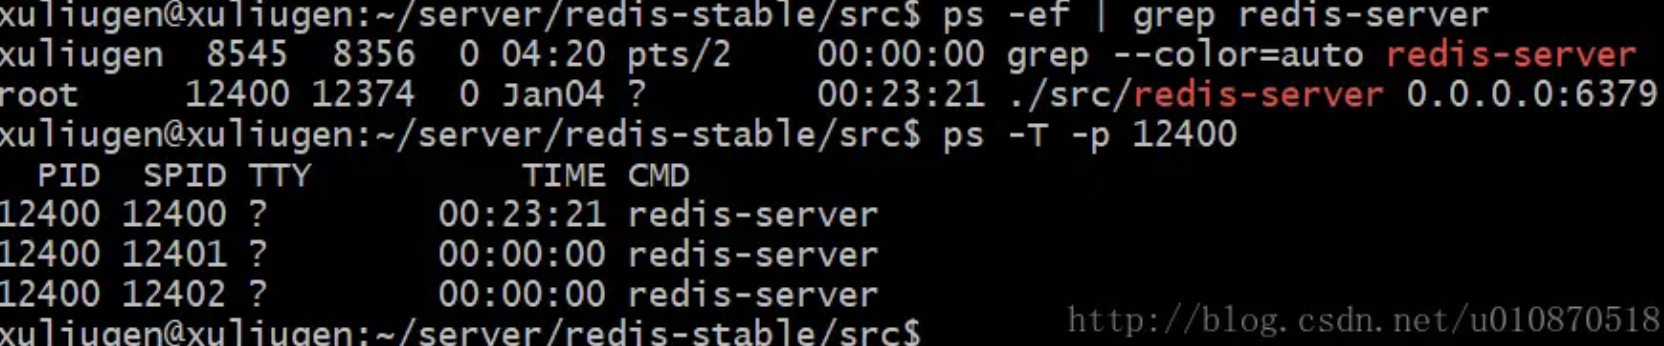 xuliugen@xuliugen:~/server/redis-stable/src$ ps -ef | grep redis-server
xuliugen  8545  8356  0 04:20 pts/2    00:00:00 grep --color=auto redis-server
root     12400 12374  0 Jan04 ?        00:23:21 ./src/redis-server 0.0.0.0:6379
xuliugen@xuliugen:~/server/redis-stable/src$ ps -T -p 12400
  PID  SPID TTY          TIME CMD
12400 12400 ?        00:23:21 redis-server
12400 12401 ?        00:00:00 redis-server
12400 12402 ?        00:00:00 redis-server
xuliugen@xuliugen:~/server/redis-stable/src$
http://blog.csdn.net/u010870518